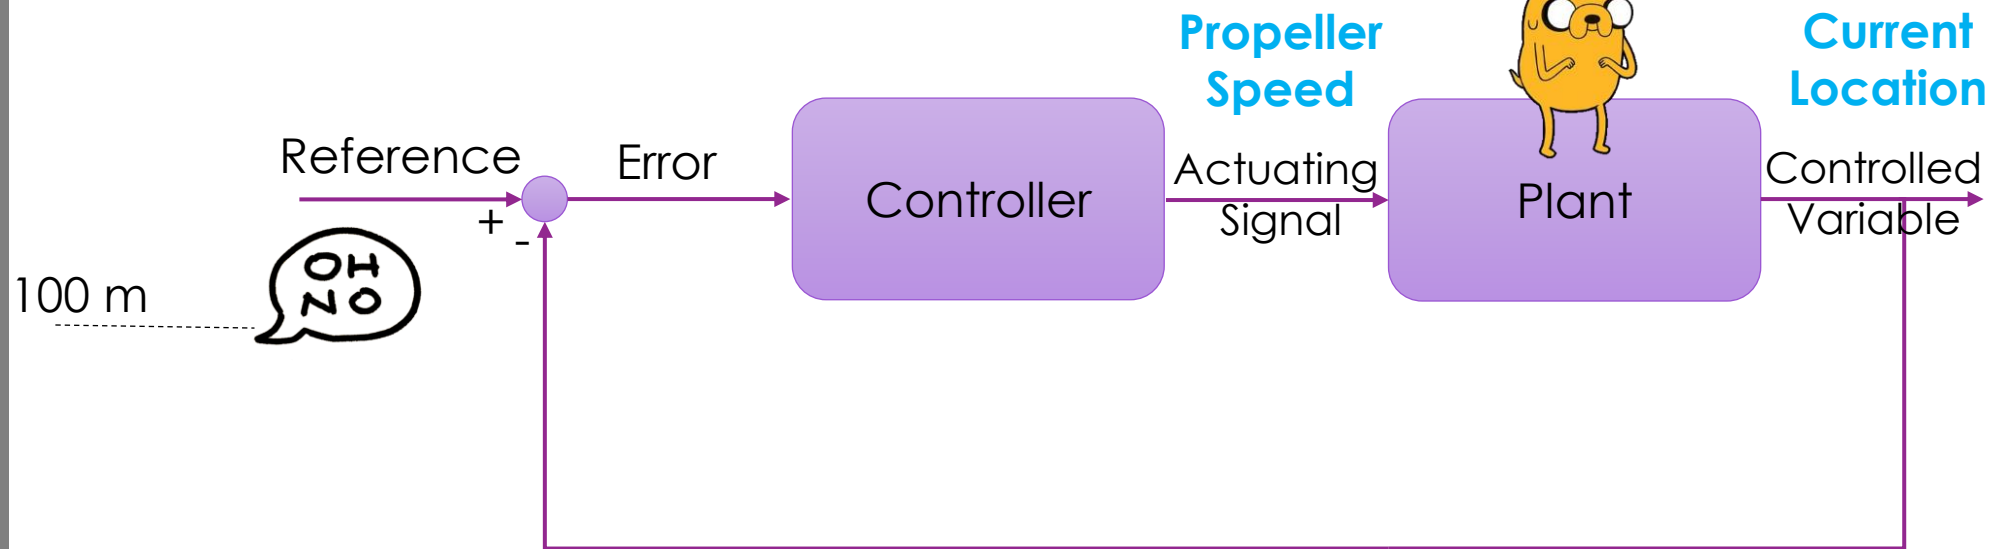 Propeller
Speed
Current
Location
Reference
Error
Controller
Actuating
Signal
Plant
Controlled
Variable
+
-
100 m
OH
NO